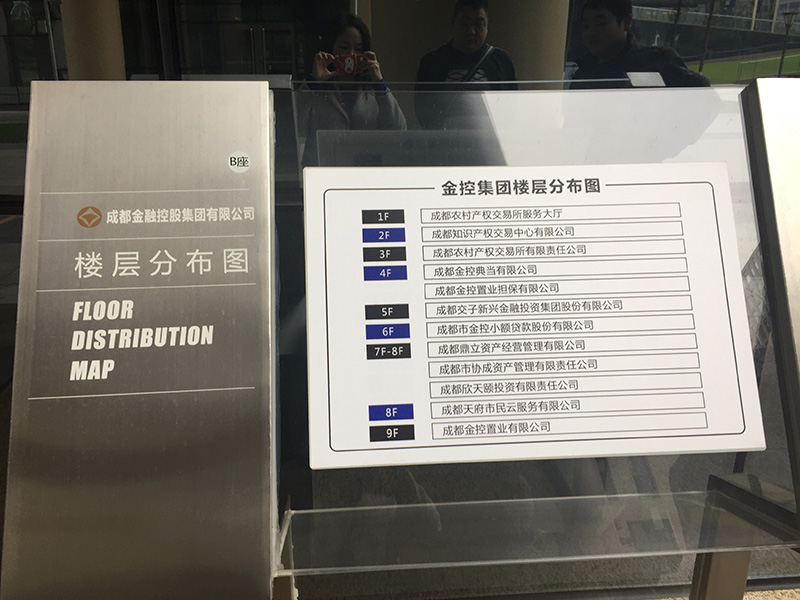 B座
成都金融控股集团有限公司
楼层分布图
FLOOR
DISTRIBUTION
MAP
金控集团楼层分布图
1F 成都农村产权交易所服务大厅
2F 成都知识产权交易中心有限公司
3F 成都农村产权交易所有限责任公司
4F 成都金控典当有限公司
成都金控置业担保有限公司
5F 成都交子新兴金融投资集团股份有限公司
6F 成都市金控小额贷款股份有限公司
7F-8F 成都鼎立资产经营管理有限公司
成都市协成资产管理有限责任公司
成都欣天颐投资有限责任公司
8F 成都天府市民云服务有限公司
9F 成都金控置业有限公司